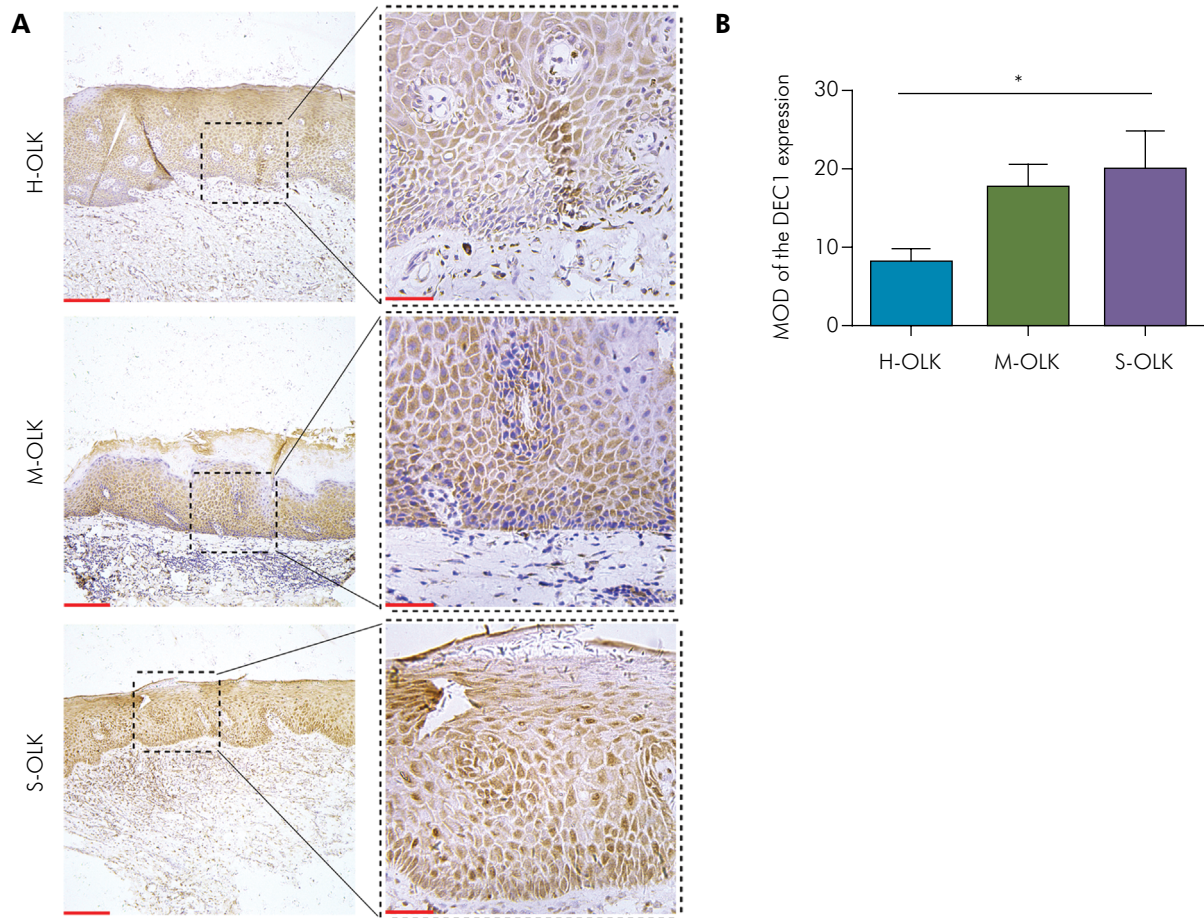 A
H-OLK
M-OLK
S-OLK
B
MOD of the DEC1 expression
30
20
10
0
*
H-OLK
M-OLK
S-OLK